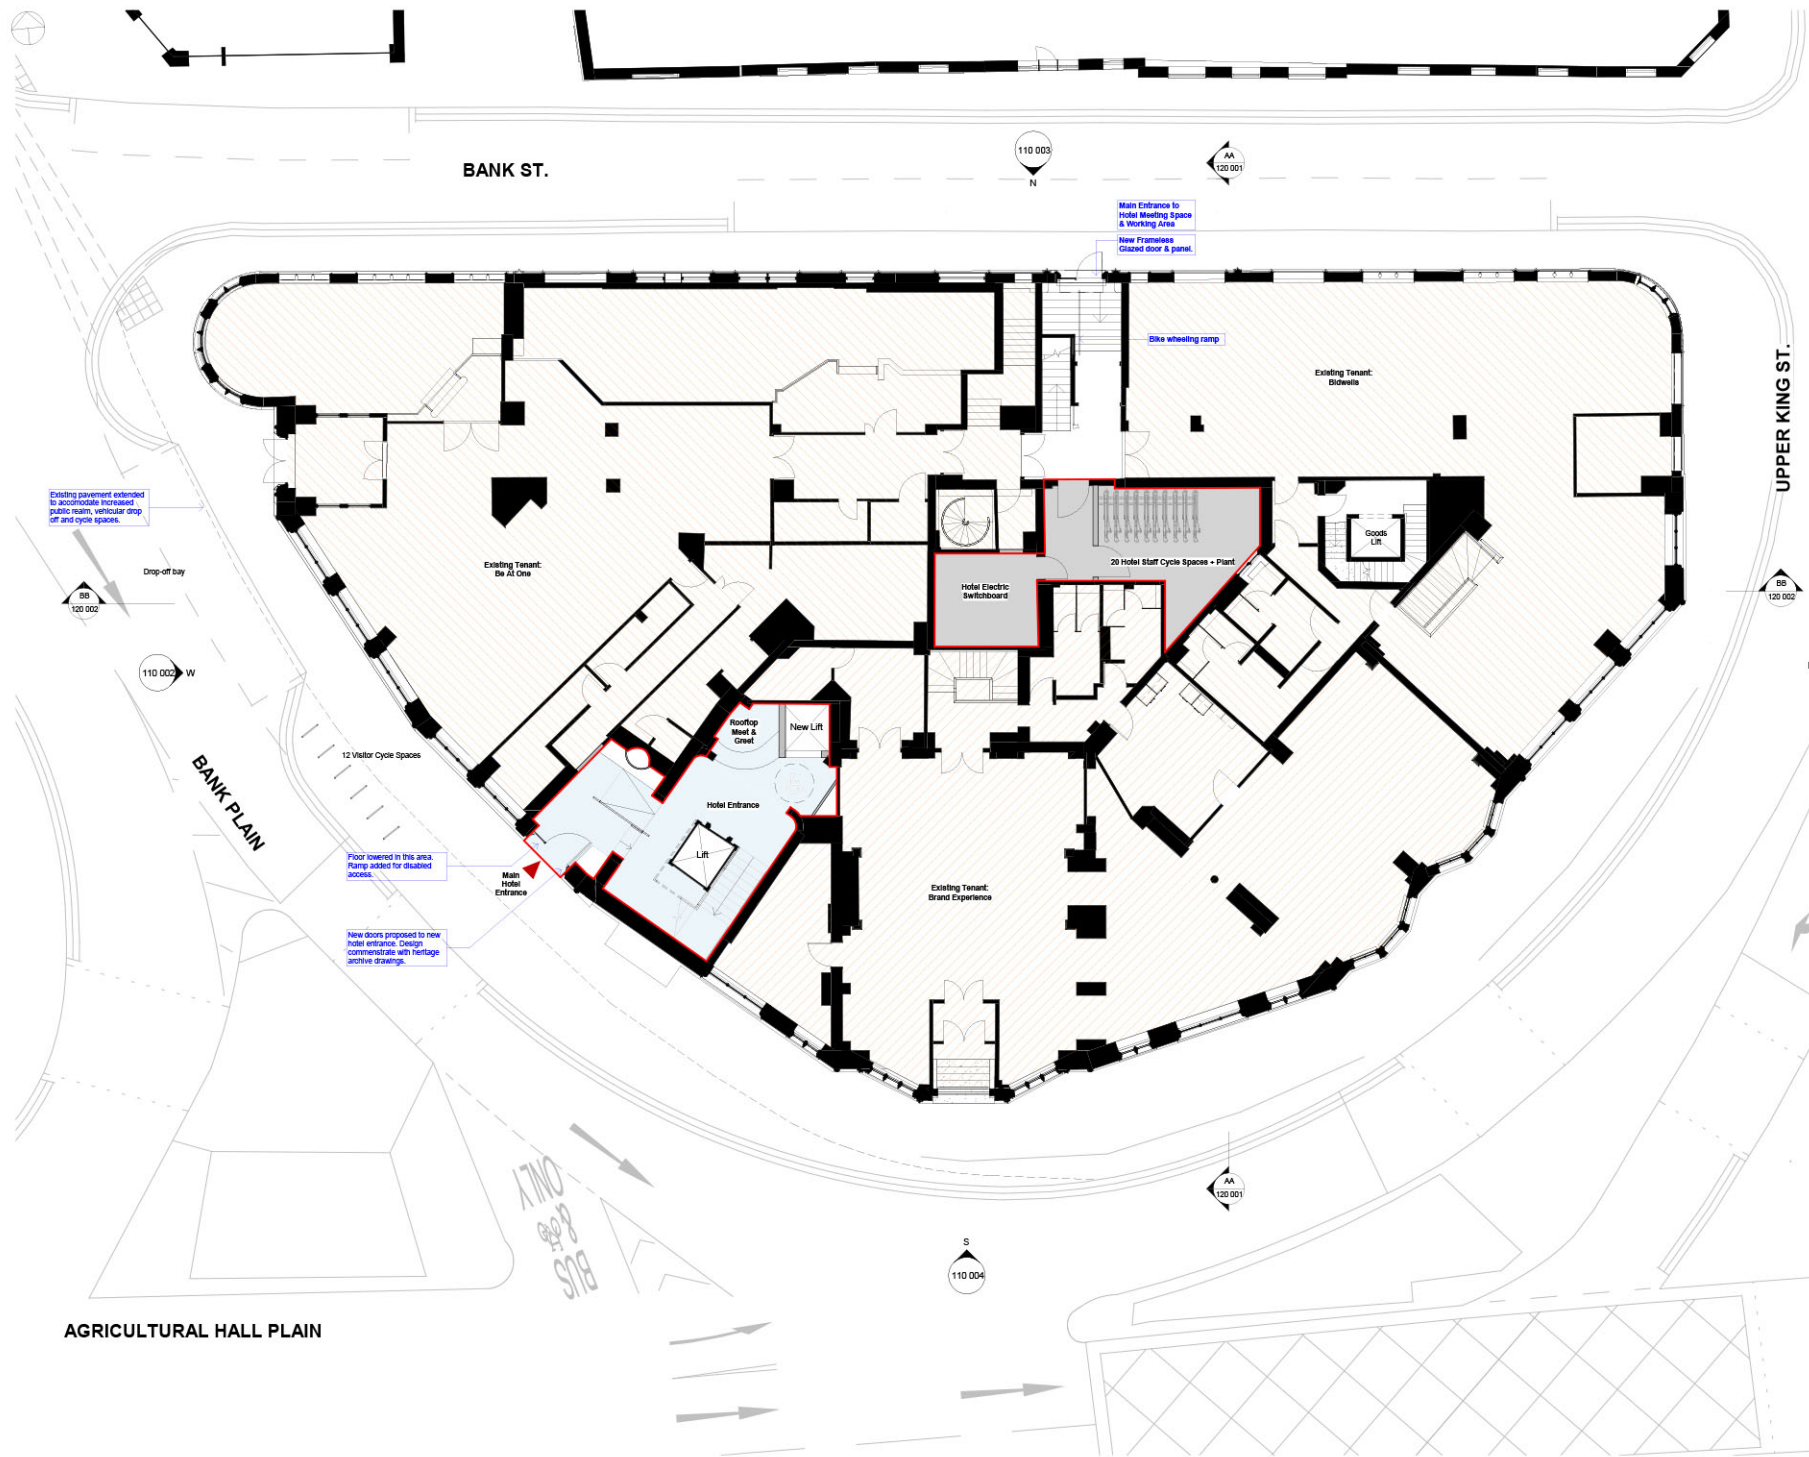 BANK ST.
110 003
N
AA
120 001
Main Entrance to
Hotel Meeting Space
& Working Area
New Frameless
Glazed door & panel.
Bike wheeling ramp
Existing Tenant:
Bidwells
UPPER KING ST.
Existing pavement extended
to accomodate increased
public realm, vehicular drop
off and cycle spaces.
Drop-off bay
BB
120 002
110 002
W
Existing Tenant:
Be At One
Hotel Electric
Switchboard
20 Hotel Staff Cycle Spaces + Plant
Goods
Lift
BB
120 002
Rooftop
Meet &
Greet
New Lift
12 Visitor Cycle Spaces
BANK PLAIN
Hotel Entrance
Lift
Floor lowered in this area.
Ramp added for disabled
access.
Main
Hotel
Entrance
Existing Tenant:
Brand Experience
New doors proposed to new
hotel entrance. Design
commenstrate with heritage
archive drawings.
BUS
&
ONLY
AA
120 001
S
110 004
AGRICULTURAL HALL PLAIN